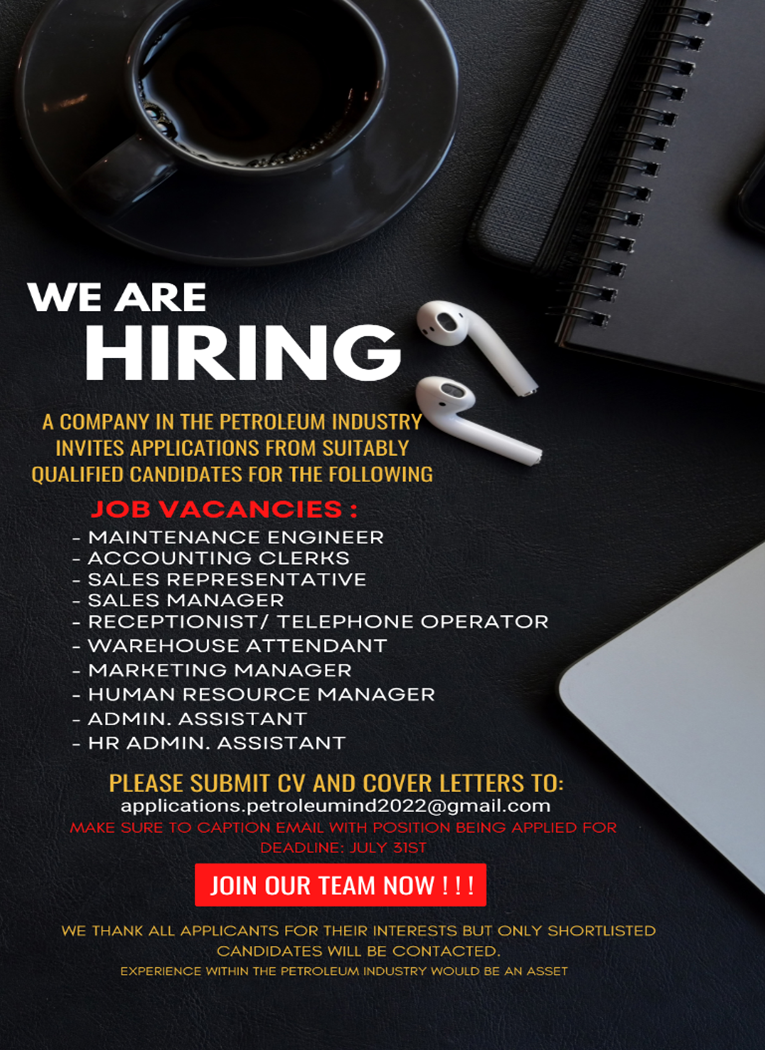 WE ARE
HIRING
A COMPANY IN THE PETROLEUM INDUSTRY
INVITES APPLICATIONS FROM SUITABLY
QUALIFIED CANDIDATES FOR THE FOLLOWING
JOB VACANCIES :
- MAINTENANCE ENGINEER
- ACCOUNTING CLERKS
- SALES REPRESENTATIVE
- SALES MANAGER
- RECEPTIONIST/ TELEPHONE OPERATOR
- WAREHOUSE ATTENDANT
- MARKETING MANAGER
- HUMAN RESOURCE MANAGER
- ADMIN. ASSISTANT
- HR ADMIN. ASSISTANT
PLEASE SUBMIT CV AND COVER LETTERS TO:
applications.petroleumind2022@gmail.com
MAKE SURE TO CAPTION EMAIL WITH POSITION BEING APPLIED FOR
DEADLINE: JULY 31ST
JOIN OUR TEAM NOW ! ! !
WE THANK ALL APPLICANTS FOR THEIR INTERESTS BUT ONLY SHORTLISTED
CANDIDATES WILL BE CONTACTED.
EXPERIENCE WITHIN THE PETROLEUM INDUSTRY WOULD BE AN ASSET